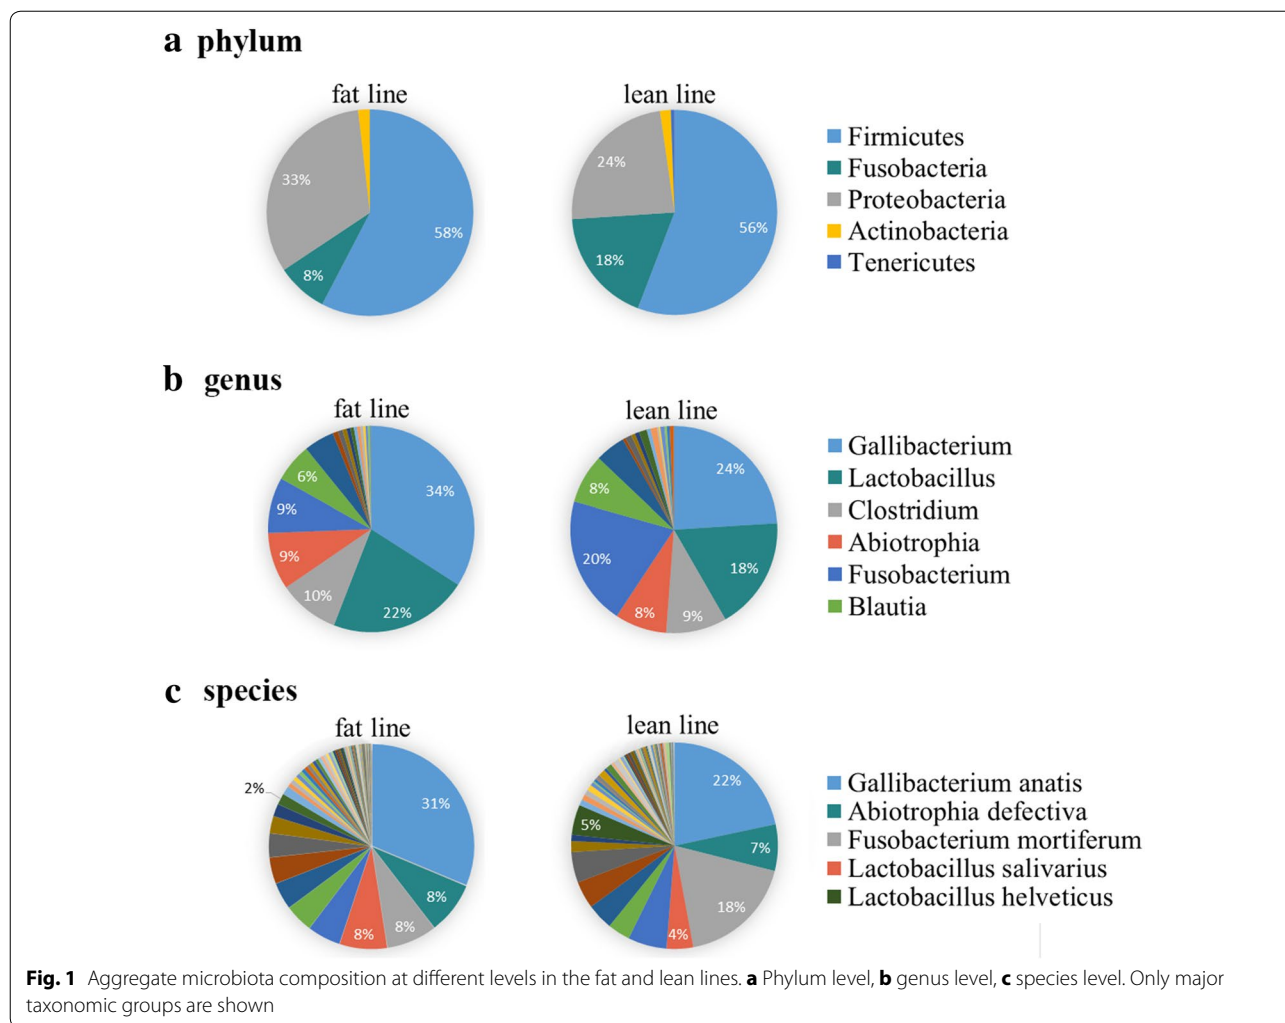 a phylum
fat line
lean line
33%
58%
8%
24%
56%
18%
Firmicutes
Fusobacteria
Proteobacteria
Actinobacteria
Tenericutes
b genus
fat line
lean line
34%
22%
10%
9%
9%
6%
24%
18%
9%
8%
20%
8%
Gallibacterium
Lactobacillus
Clostridium
Abiotrophia
Fusobacterium
Blautia
c species
fat line
lean line
31%
8%
8%
8%
2%
22%
7%
18%
4%
5%
Gallibacterium anatis
Abiotrophia defectiva
Fusobacterium mortiferum
Lactobacillus salivarius
Lactobacillus helveticus
Fig. 1 Aggregate microbiota composition at different levels in the fat and lean lines. a Phylum level, b genus level, c species level. Only major
taxonomic groups are shown